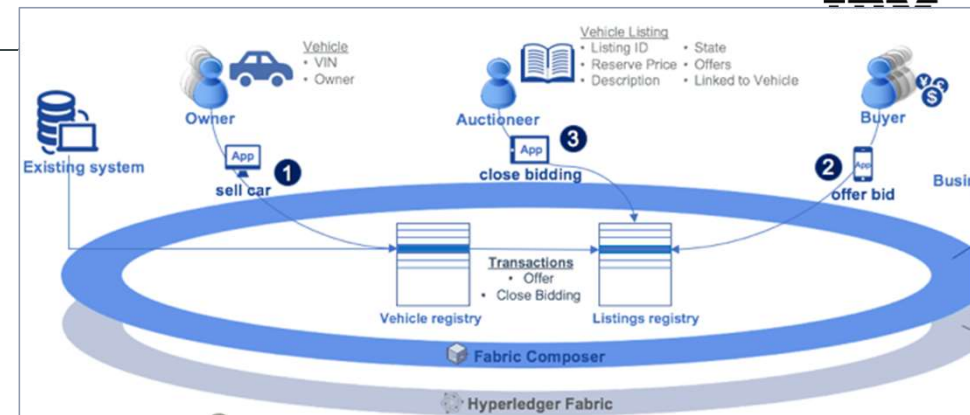 Vehicle
• VIN
• Owner
Vehicle Listing
• Listing ID
• Reserve Price
• Description
• State
• Offers
• Linked to Vehicle
Owner
Auctioneer
Buyer
Existing system
App
sell car
1
App
close bidding
3
App
offer bid
2
Busin
Transactions
• Offer
• Close Bidding
Vehicle registry
Listings registry
Fabric Composer
Hyperledger Fabric